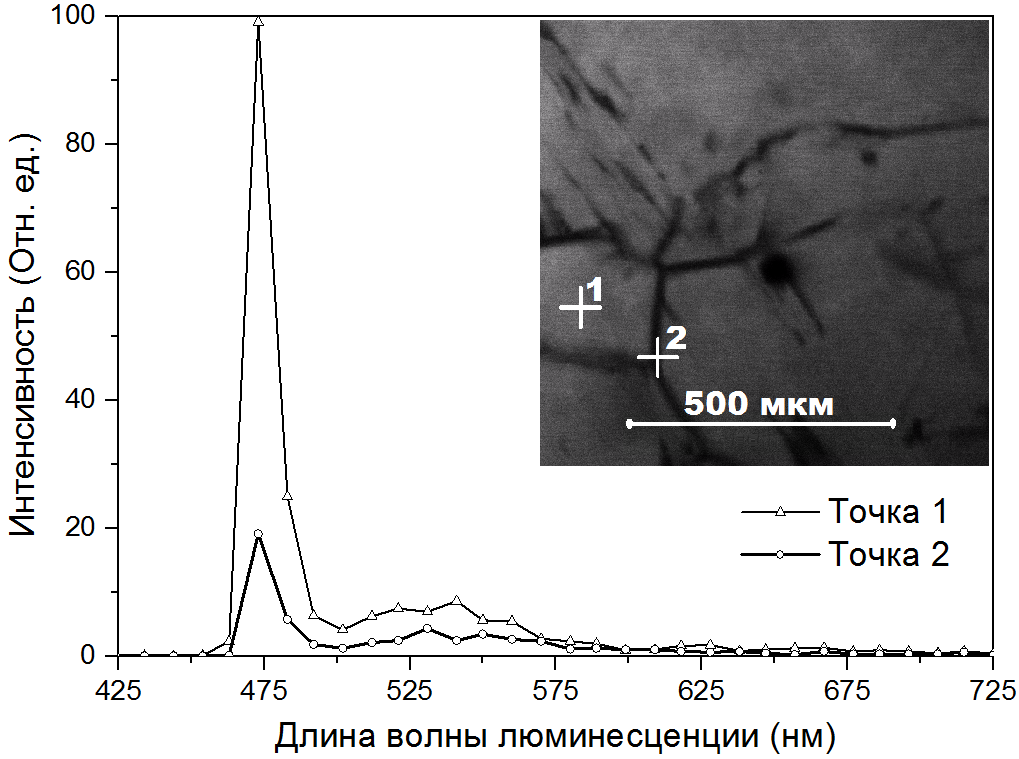 Интенсивность (Отн. ед.)
100
80
60
40
20
0
1
2
500 мкм
Точка 1
Точка 2
425 475 525 575 625 675 725
Длина волны люминесценции (нм)